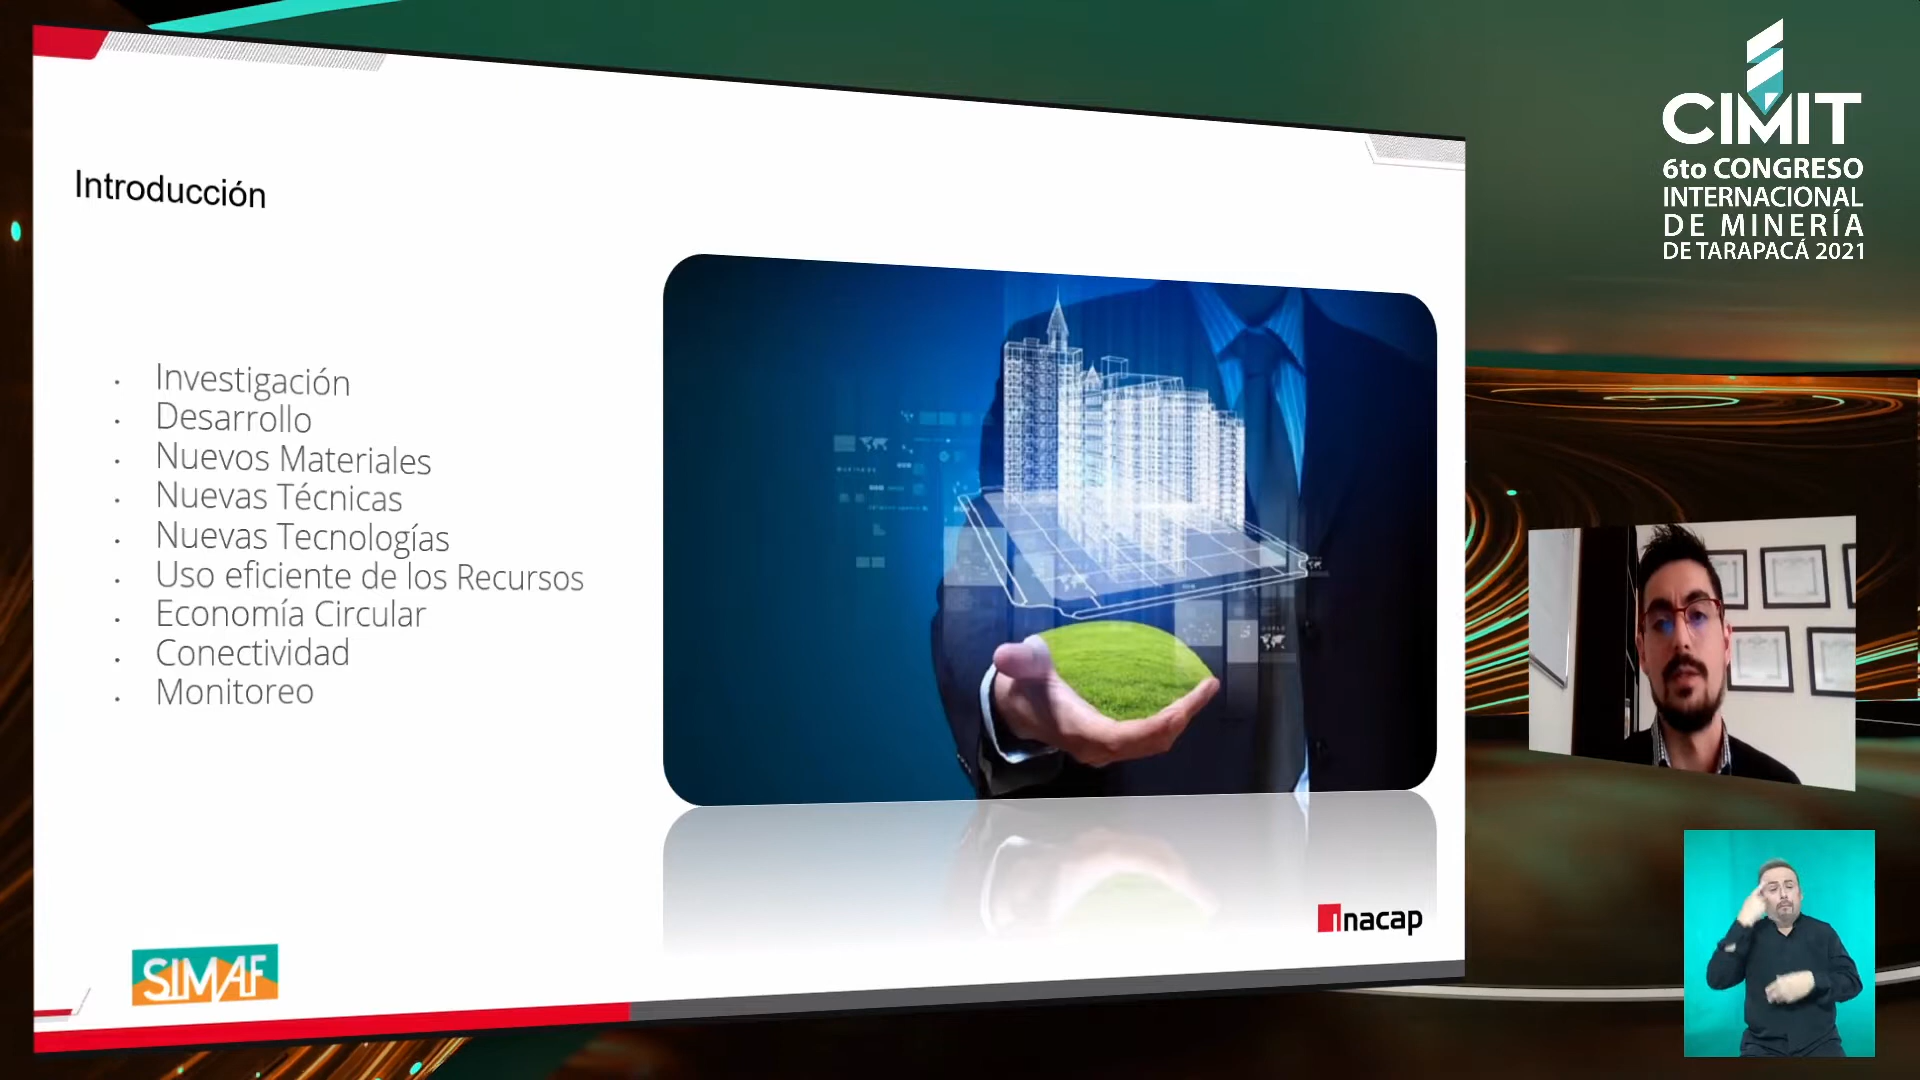 Introducción
Investigación
Desarrollo
Nuevos Materiales
Nuevas Técnicas
Nuevas Tecnologías
Uso eficiente de los Recursos
Economía Circular
Conectividad
Monitoreo
SIMAF
inacap
CIMIT
6to CONGRESO
INTERNACIONAL
DE MINERÍA
DE TARAPACÁ 2021